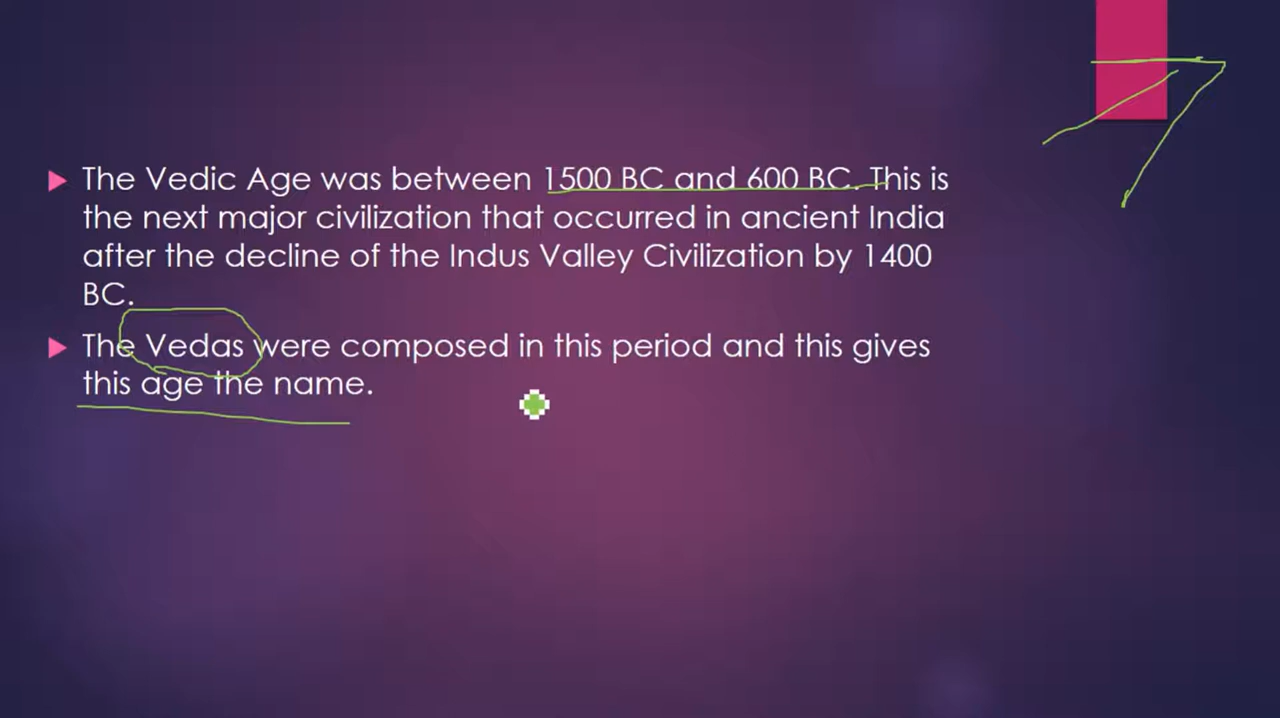 The Vedic Age was between 1500 BC and 600 BC. This is
the next major civilization that occurred in ancient India
after the decline of the Indus Valley Civilization by 1400
BC.
The Vedas were composed in this period and this gives
this age the name.